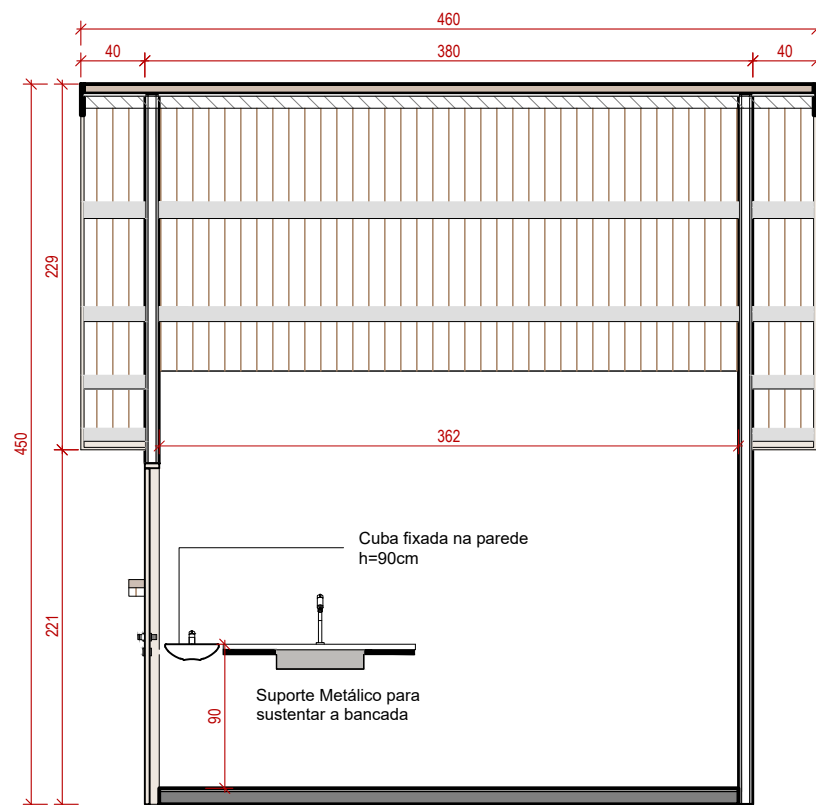 460
40
380
40
229
450
362
Cuba fixada na parede
h=90cm
221
Suporte Metálico para
sustentar a bancada
90